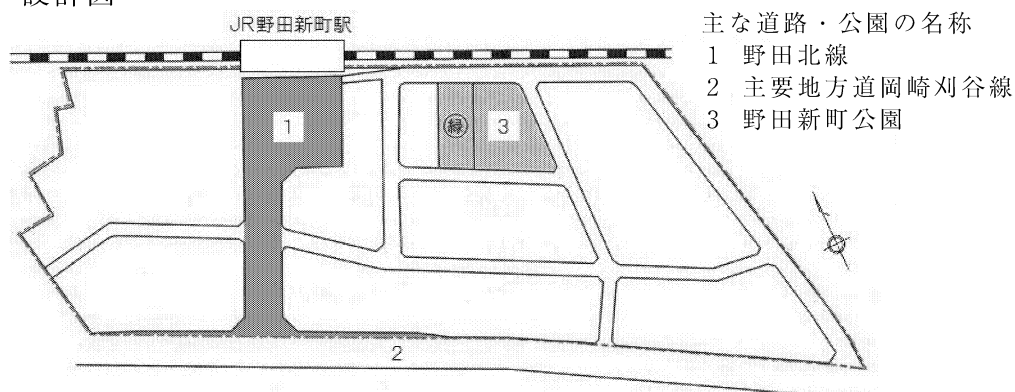 設計図
JR野田新町駅
主な道路・公園の名称
1 野田北線
2 主要地方道岡崎刈谷線
3 野田新町公園
1
緑
3
2